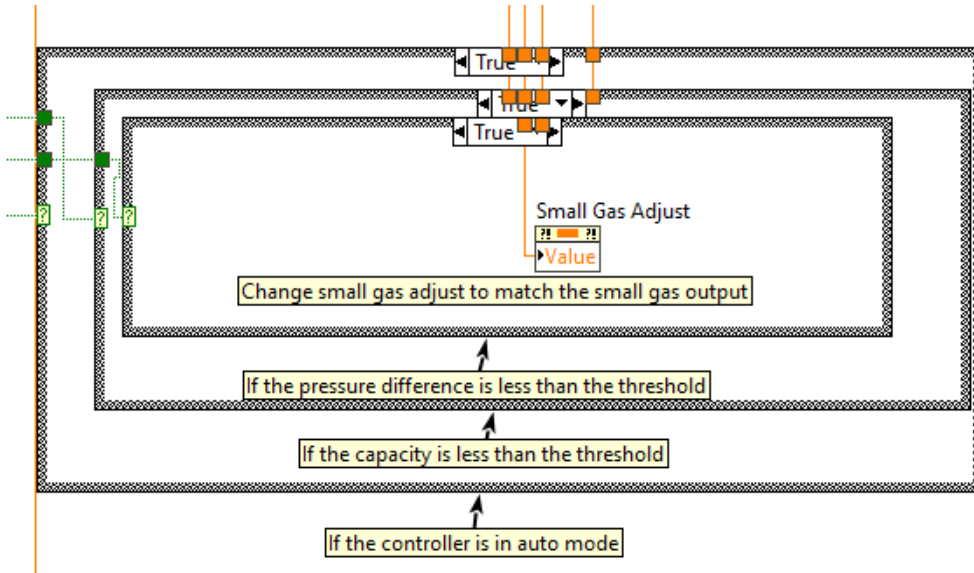 True
True
True
?
?
?
Small Gas Adjust
?! ?!
Value
Change small gas adjust to match the small gas output
If the pressure difference is less than the threshold
If the capacity is less than the threshold
If the controller is in auto mode